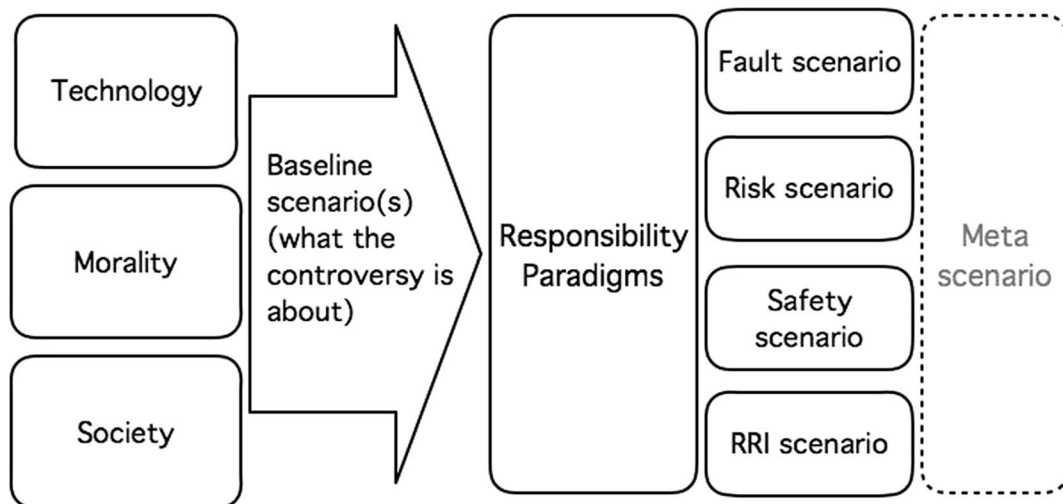 Technology
Morality
Society
Baseline
scenario(s)
(what the
controversy is
about)
Responsibility
Paradigms
Fault scenario
Risk scenario
Safety
scenario
RRI scenario
Meta
scenario